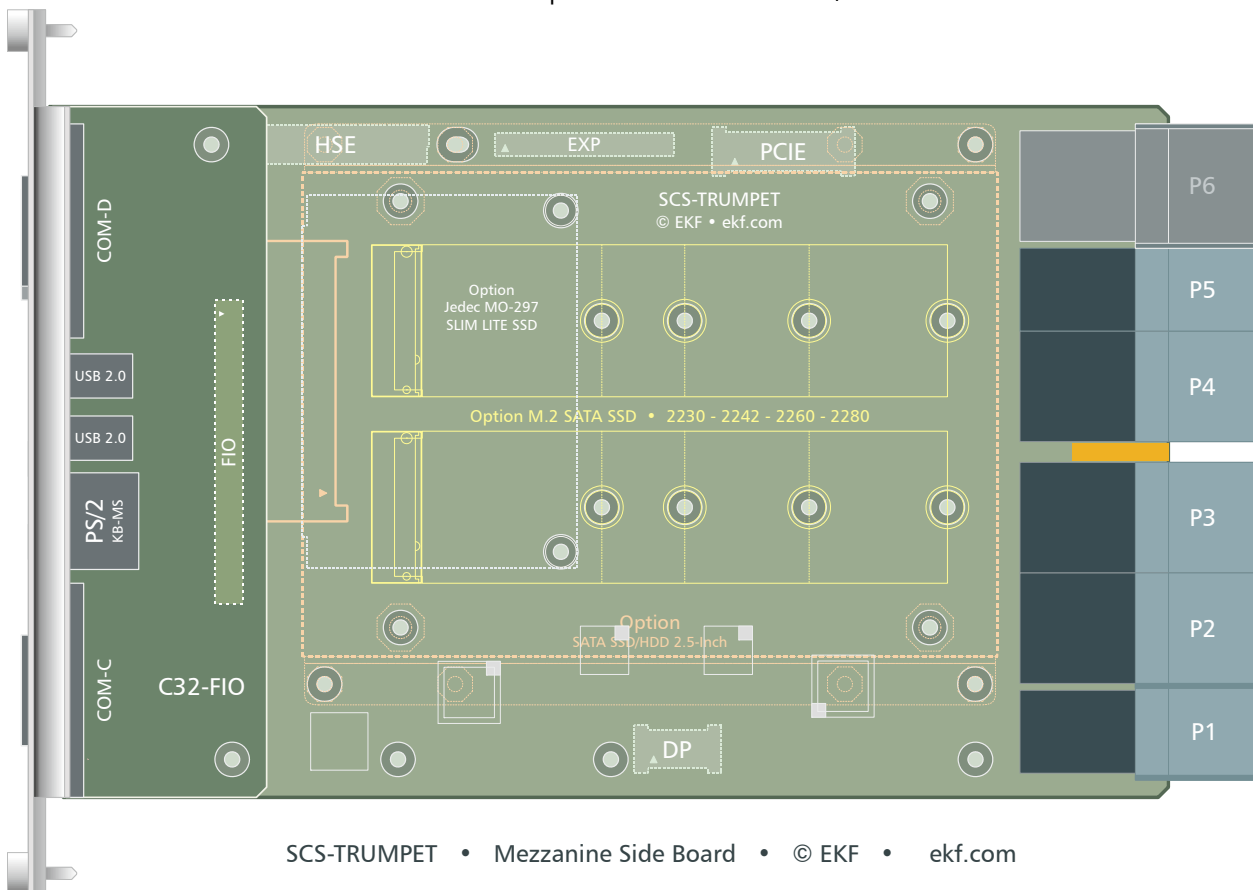 HSE
EXP
PCIE
P6
SCS-TRUMPET
© EKF • ekf.com
COM-D
P5
Option
Jedec MO-297
SLIM LITE SSD
USB 2.0
P4
Option M.2 SATA SSD • 2230 - 2242 - 2260 - 2280
USB 2.0
FIO
PS/2
KB-MS
P3
Option
SATA SSD/HDD 2.5-Inch
P2
COM-C
C32-FIO
DP
P1
SCS-TRUMPET • Mezzanine Side Board • © EKF • ekf.com